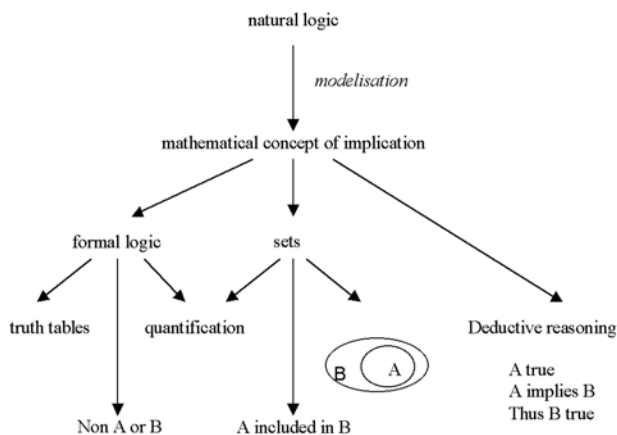 natural logic
modelisation
mathematical concept of implication
formal logic
sets
truth tables
quantification
Deductive reasoning
B
A
A true
A implies B
Thus B true
Non A or B
A included in B